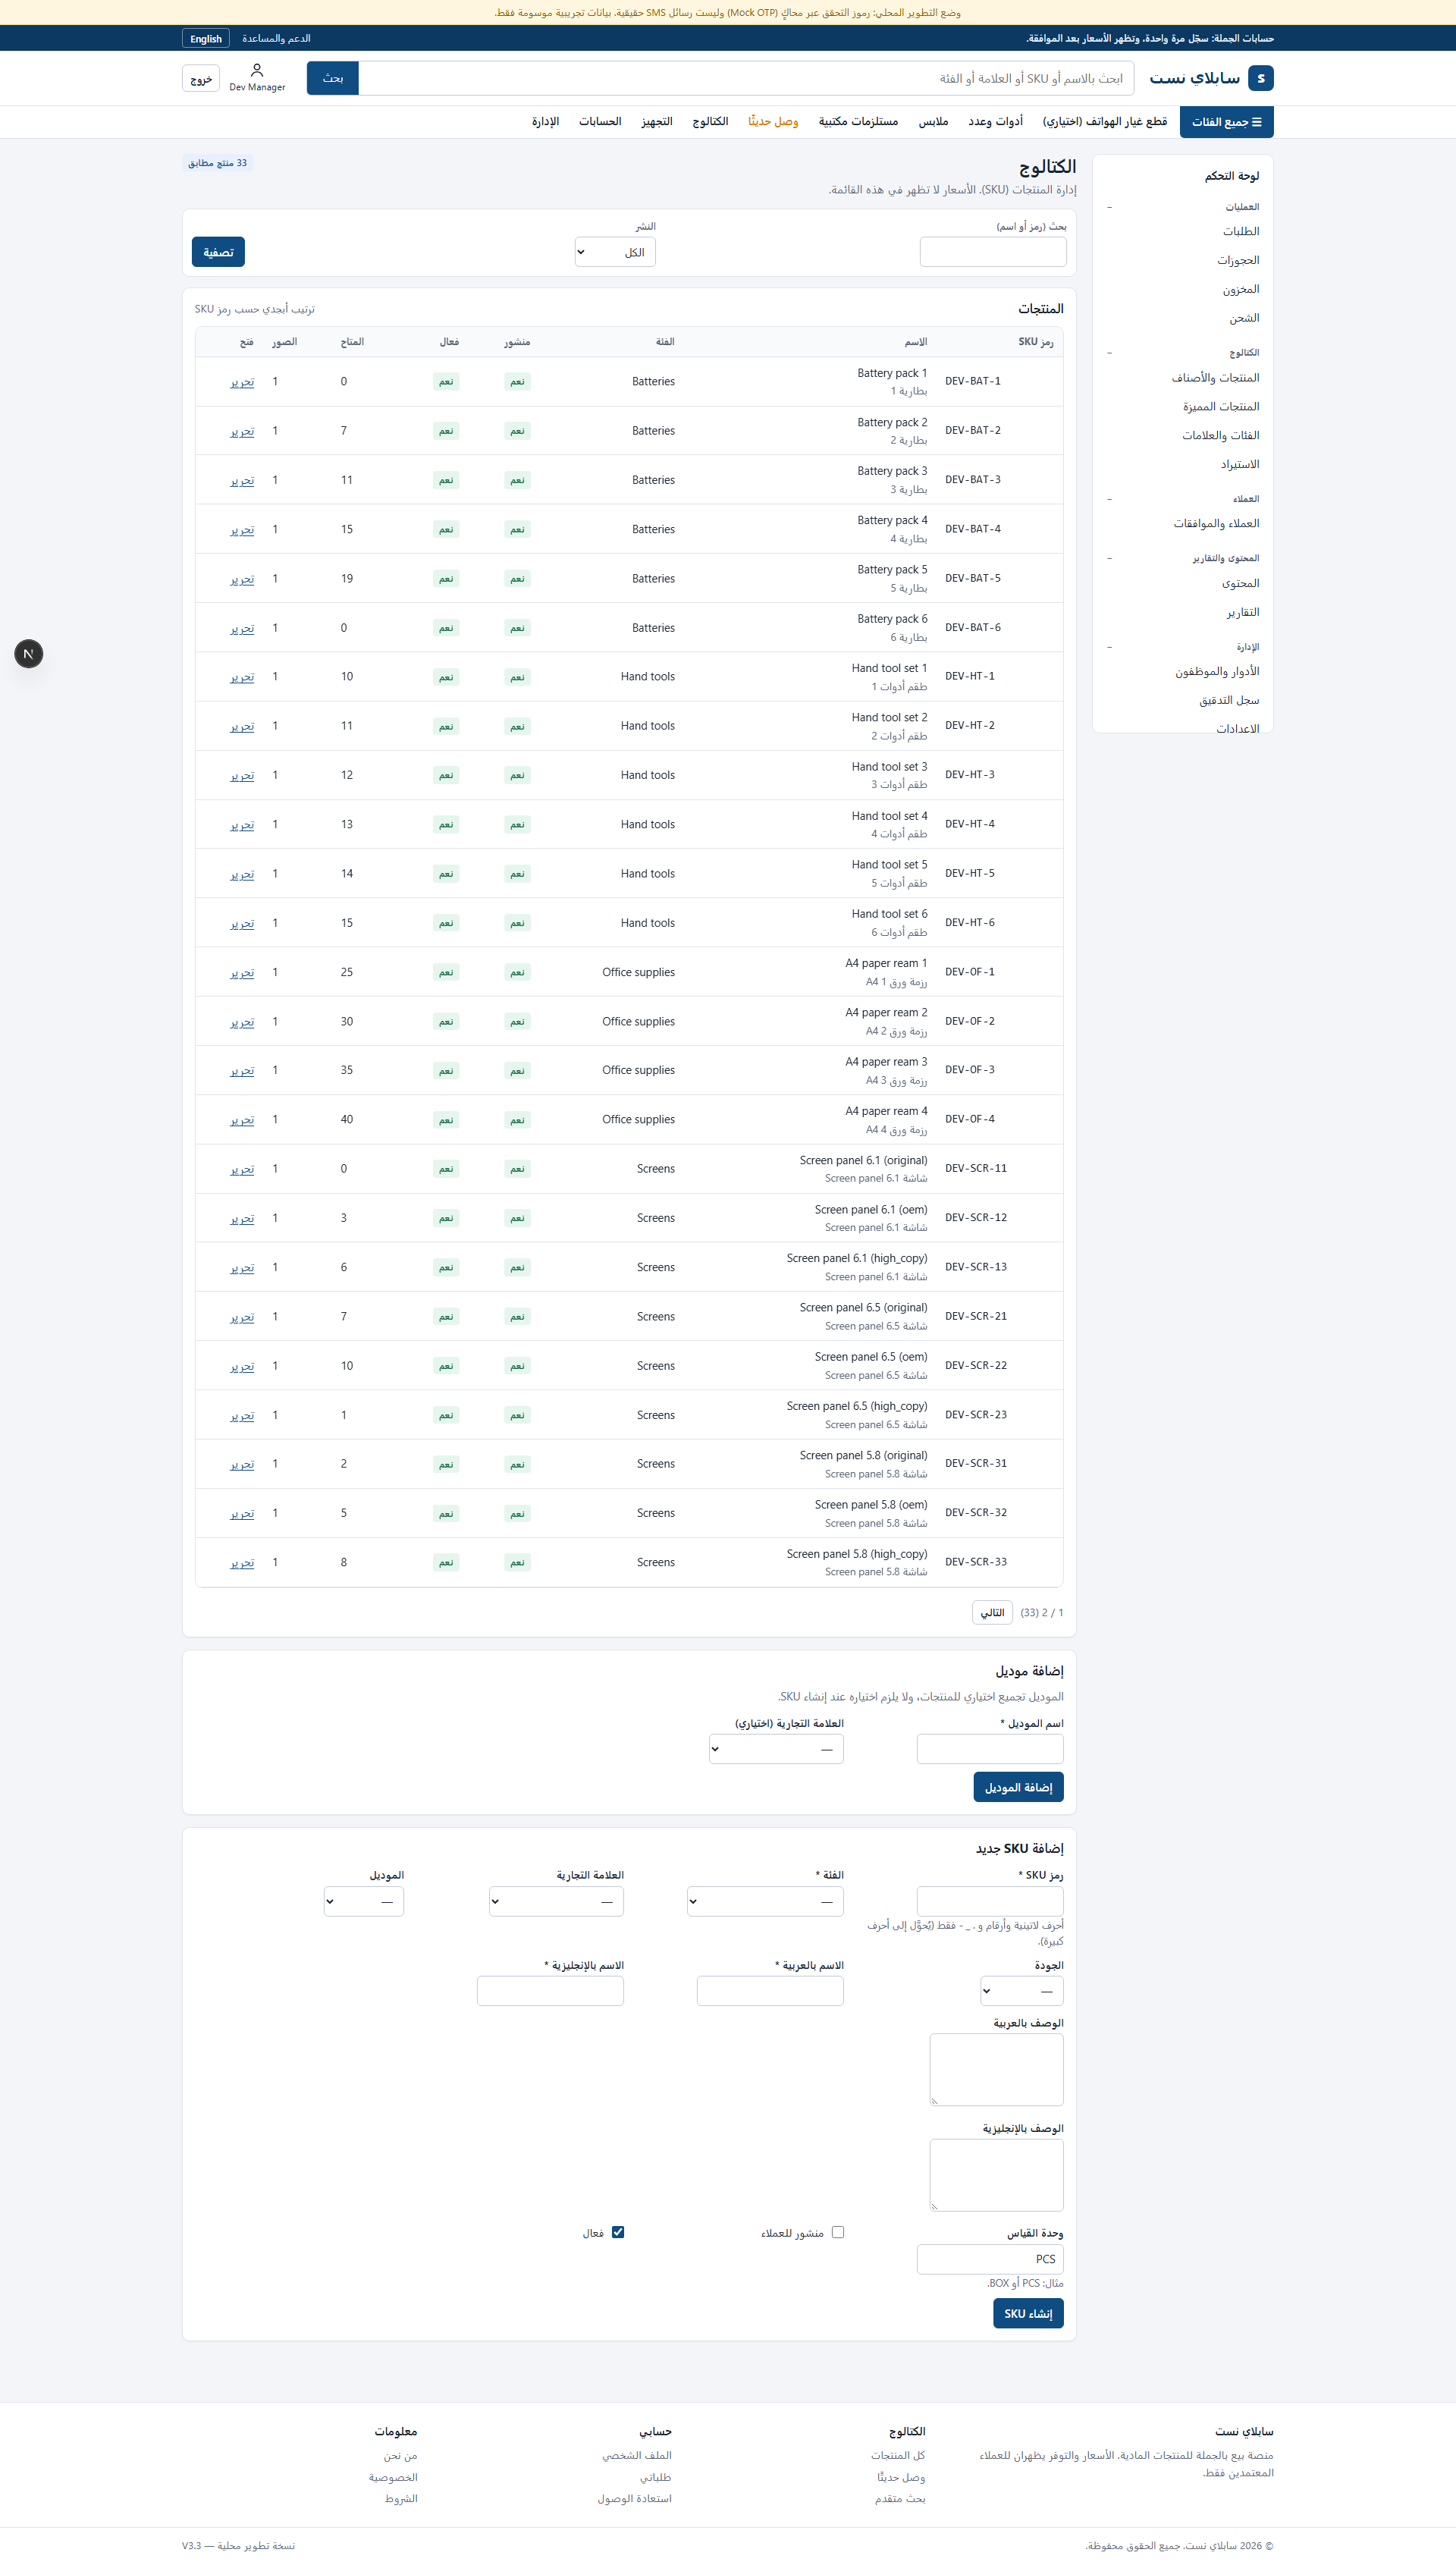 وضع التطوير المحلي: رموز التحقق عبر محاكٍ (Mock OTP) وليست رسائل SMS حقيقية. بيانات تجريبية موسومة فقط.
حسابات الجملة: سجّل مرة واحدة، وتظهر الأسعار بعد الموافقة.
الدعم والمساعدة
English
S
سابلاي نست
ابحث بالاسم أو SKU أو العلامة أو الفئة
بحث
Dev Manager
خروج
☰ جميع الفئات
قطع غيار الهواتف (اختياري)
أدوات وعدد
ملابس
مستلزمات مكتبية
وصل حديثًا
الكتالوج
التجهيز
الحسابات
الإدارة
لوحة التحكم
العمليات –
الطلبات
الحجوزات
المخزون
الشحن
الكتالوج –
المنتجات والأصناف
المنتجات المميزة
الفئات والعلامات
الاستيراد
العملاء –
العملاء والموافقات
المحتوى والتقارير –
المحتوى
التقارير
الإدارة –
الأدوار والموظفون
سجل التدقيق
الإعدادات
الكتالوج
33 منتج مطابق
إدارة المنتجات (SKU). الأسعار لا تظهر في هذه القائمة.
بحث (رمز أو اسم)
النشر
الكل
تصفية
المنتجات
ترتيب أبجدي حسب رمز SKU
رمز SKU الاسم الفئة منشور فعال المتاح الصور فتح
DEV-BAT-1 Battery pack 1 Batteries نعم نعم 0 1 تحرير
بطارية 1
DEV-BAT-2 Battery pack 2 Batteries نعم نعم 7 1 تحرير
بطارية 2
DEV-BAT-3 Battery pack 3 Batteries نعم نعم 11 1 تحرير
بطارية 3
DEV-BAT-4 Battery pack 4 Batteries نعم نعم 15 1 تحرير
بطارية 4
DEV-BAT-5 Battery pack 5 Batteries نعم نعم 19 1 تحرير
بطارية 5
DEV-BAT-6 Battery pack 6 Batteries نعم نعم 0 1 تحرير
بطارية 6
DEV-HT-1 Hand tool set 1 Hand tools نعم نعم 10 1 تحرير
طقم أدوات 1
DEV-HT-2 Hand tool set 2 Hand tools نعم نعم 11 1 تحرير
طقم أدوات 2
DEV-HT-3 Hand tool set 3 Hand tools نعم نعم 12 1 تحرير
طقم أدوات 3
DEV-HT-4 Hand tool set 4 Hand tools نعم نعم 13 1 تحرير
طقم أدوات 4
DEV-HT-5 Hand tool set 5 Hand tools نعم نعم 14 1 تحرير
طقم أدوات 5
DEV-HT-6 Hand tool set 6 Hand tools نعم نعم 15 1 تحرير
طقم أدوات 6
DEV-OF-1 A4 paper ream 1 Office supplies نعم نعم 25 1 تحرير
رزمة ورق A4 1
DEV-OF-2 A4 paper ream 2 Office supplies نعم نعم 30 1 تحرير
رزمة ورق A4 2
DEV-OF-3 A4 paper ream 3 Office supplies نعم نعم 35 1 تحرير
رزمة ورق A4 3
DEV-OF-4 A4 paper ream 4 Office supplies نعم نعم 40 1 تحرير
رزمة ورق A4 4
DEV-SCR-11 Screen panel 6.1 (original) Screens نعم نعم 0 1 تحرير
شاشة Screen panel 6.1
DEV-SCR-12 Screen panel 6.1 (oem) Screens نعم نعم 3 1 تحرير
شاشة Screen panel 6.1
DEV-SCR-13 Screen panel 6.1 (high_copy) Screens نعم نعم 6 1 تحرير
شاشة Screen panel 6.1
DEV-SCR-21 Screen panel 6.5 (original) Screens نعم نعم 7 1 تحرير
شاشة Screen panel 6.5
DEV-SCR-22 Screen panel 6.5 (oem) Screens نعم نعم 10 1 تحرير
شاشة Screen panel 6.5
DEV-SCR-23 Screen panel 6.5 (high_copy) Screens نعم نعم 1 1 تحرير
شاشة Screen panel 6.5
DEV-SCR-31 Screen panel 5.8 (original) Screens نعم نعم 2 1 تحرير
شاشة Screen panel 5.8
DEV-SCR-32 Screen panel 5.8 (oem) Screens نعم نعم 5 1 تحرير
شاشة Screen panel 5.8
DEV-SCR-33 Screen panel 5.8 (high_copy) Screens نعم نعم 8 1 تحرير
شاشة Screen panel 5.8
1 / 2 (33)
التالي
إضافة موديل
الموديل تجميع اختياري للمنتجات، ولا يلزم اختياره عند إنشاء SKU.
اسم الموديل *
العلامة التجارية (اختياري)
—
إضافة الموديل
إضافة SKU جديد
رمز SKU * الفئة * العلامة التجارية الموديل
— — —
أحرف لاتينية وأرقام و . _ - فقط (يُحوَّل إلى أحرف
كبيرة).
الجودة الاسم بالعربية * الاسم بالإنجليزية *
—
الوصف بالعربية
الوصف بالإنجليزية
وحدة القياس
منشور للعملاء
فعال
PCS
مثال: PCS أو BOX.
إنشاء SKU
N
سابلاي نست
منصة بيع بالجملة للمنتجات المادية. الأسعار والتوفر يظهران للعملاء
المعتمدين فقط.
الكتالوج
كل المنتجات
وصل حديثًا
بحث متقدم
حسابي
الملف الشخصي
طلباتي
استعادة الوصول
معلومات
من نحن
الخصوصية
الشروط
© 2026 سابلاي نست. جميع الحقوق محفوظة.
نسخة تطوير محلية — V3.3